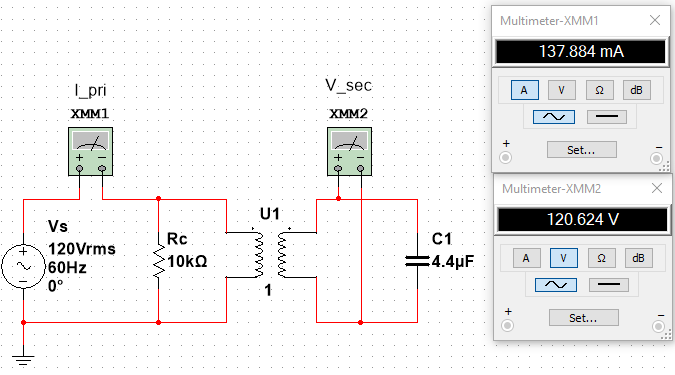 Multimeter-XMM1
137.884 mA
A V Ω dB
+ −
Set...
Multimeter-XMM2
120.624 V
A V Ω dB
+ −
Set...
I_pri
XMM1
+ −
V_sec
XMM2
+ −
Vs
120Vrms
60Hz
0°
Rc
10kΩ
U1
1
C1
4.4µF